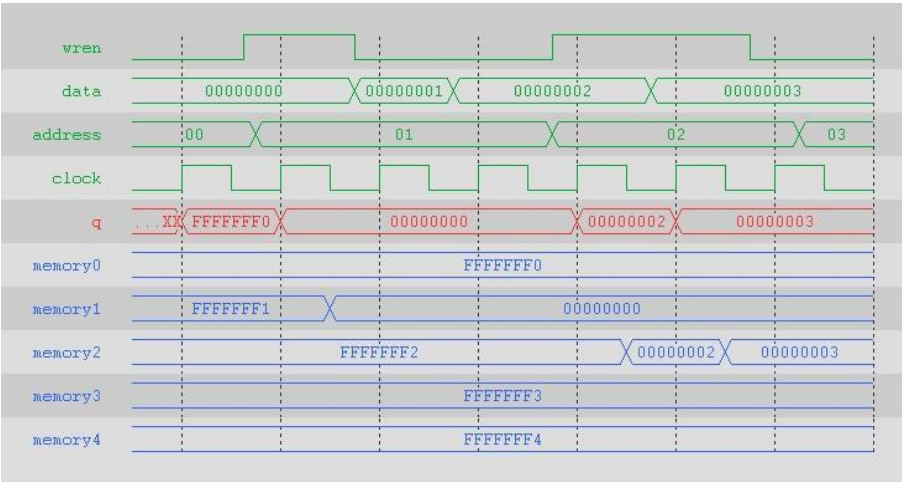 wren
data 00000000 00000001 00000002 00000003
address 00 01 02 03
clock
q ...XX FFFFFFF0 00000000 00000002 00000003
memory0 FFFFFFF0
memory1 FFFFFFF1 00000000
memory2 FFFFFFF2 00000002 00000003
memory3 FFFFFFF3
memory4 FFFFFFF4